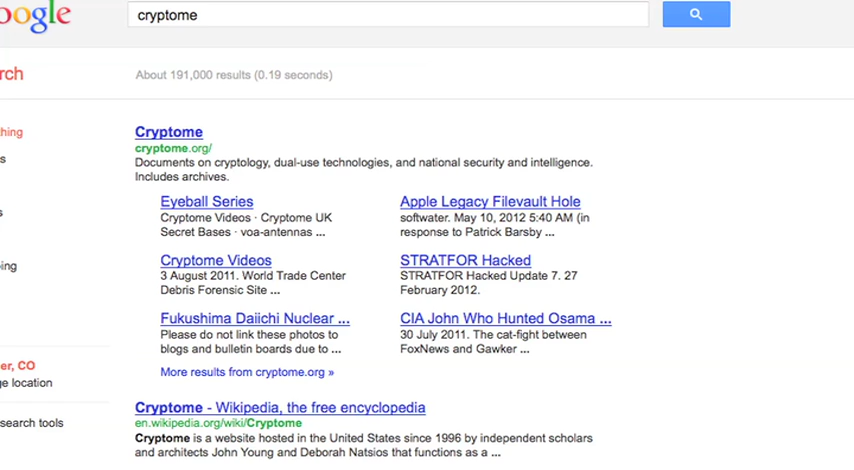 oogle
cryptome
rch
About 191,000 results (0.19 seconds)
hing
s
s
ing
er, CO
ge location
search tools
Cryptome
cryptome.org/
Documents on cryptology, dual-use technologies, and national security and intelligence.
Includes archives.
Eyeball Series
Cryptome Videos · Cryptome UK
Secret Bases · voa-antennas ...
Apple Legacy Filevault Hole
softwater. May 10, 2012 5:40 AM (in
response to Patrick Barsby ...
Cryptome Videos
3 August 2011. World Trade Center
Debris Forensic Site ...
STRATFOR Hacked
STRATFOR Hacked Update 7. 27
February 2012.
Fukushima Daiichi Nuclear ...
Please do not link these photos to
blogs and bulletin boards due to ...
CIA John Who Hunted Osama ...
30 July 2011. The cat-fight between
FoxNews and Gawker ...
More results from cryptome.org »
Cryptome - Wikipedia, the free encyclopedia
en.wikipedia.org/wiki/Cryptome
Cryptome is a website hosted in the United States since 1996 by independent scholars
and architects John Young and Deborah Natsios that functions as a ...